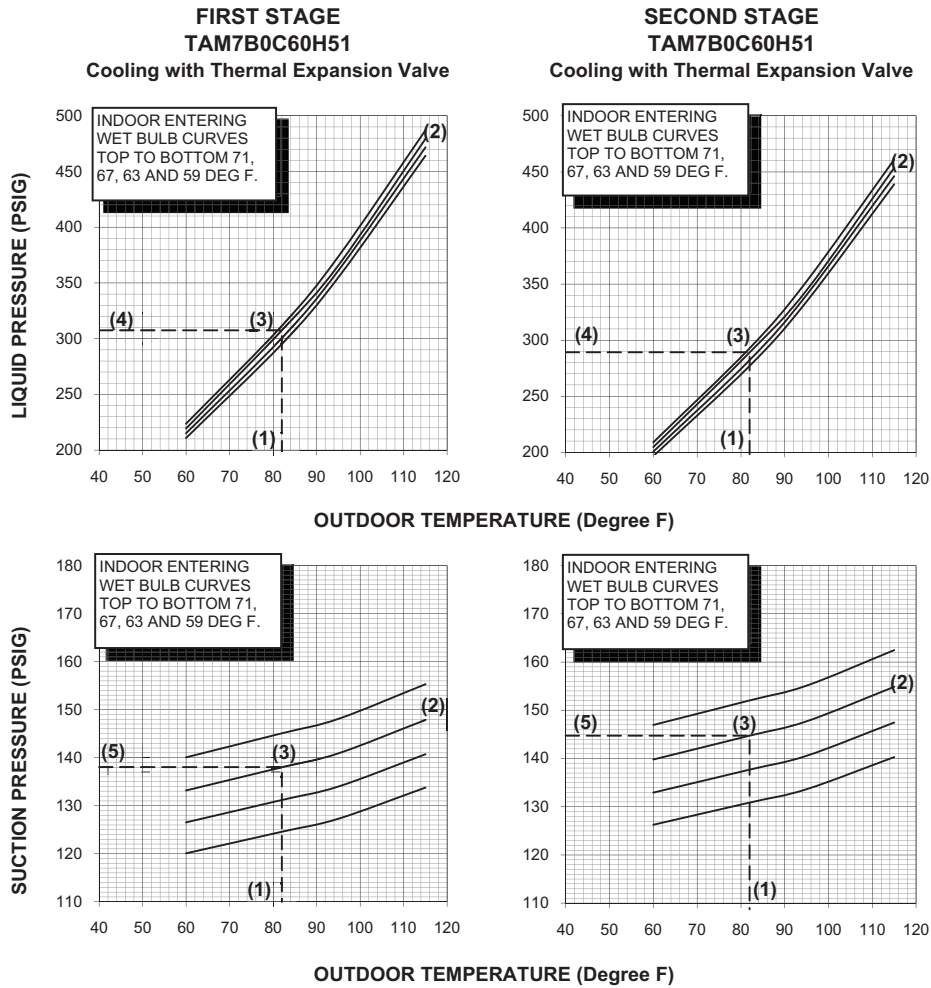 FIRST STAGE
TAM7B0C60H51
Cooling with Thermal Expansion Valve
SECOND STAGE
TAM7B0C60H51
Cooling with Thermal Expansion Valve
LIQUID PRESSURE (PSIG)
500
450
400
350
300
250
200
INDOOR ENTERING
WET BULB CURVES
TOP TO BOTTOM 71,
67, 63 AND 59 DEG F.
(2)
(4)
(3)
(1)
40 50 60 70 80 90 100 110 120
500
450
400
350
300
250
200
INDOOR ENTERING
WET BULB CURVES
TOP TO BOTTOM 71,
67, 63 AND 59 DEG F.
(2)
(4)
(3)
(1)
40 50 60 70 80 90 100 110 120
OUTDOOR TEMPERATURE (Degree F)
SUCTION PRESSURE (PSIG)
180
170
160
150
140
130
120
110
INDOOR ENTERING
WET BULB CURVES
TOP TO BOTTOM 71,
67, 63 AND 59 DEG F.
(2)
(5)
(3)
(1)
40 50 60 70 80 90 100 110 120
180
170
160
150
140
130
120
110
INDOOR ENTERING
WET BULB CURVES
TOP TO BOTTOM 71,
67, 63 AND 59 DEG F.
(2)
(5)
(3)
(1)
40 50 60 70 80 90 100 110 120
OUTDOOR TEMPERATURE (Degree F)